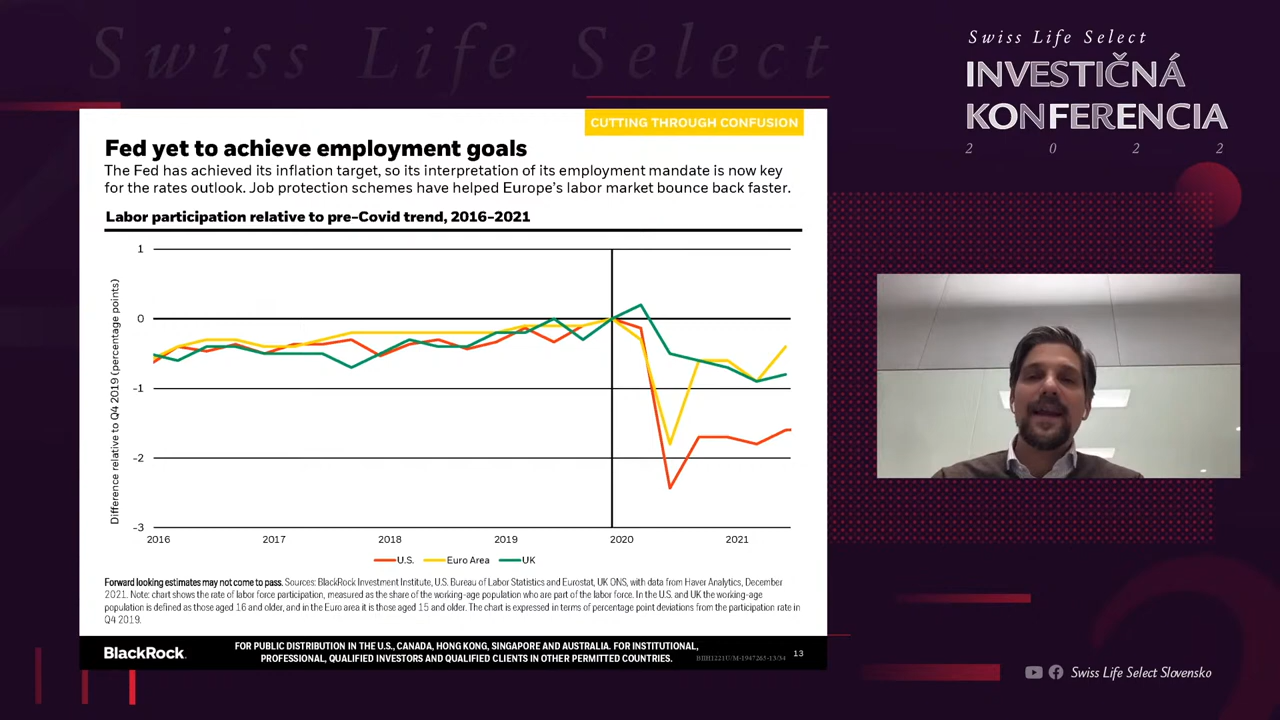 Swiss Life Select
Swiss Life Select
INVESTIČNÁ
KONFERENCIA
2 0 2 2
CUTTING THROUGH CONFUSION
Fed yet to achieve employment goals
The Fed has achieved its inflation target, so its interpretation of its employment mandate is now key
for the rates outlook. Job protection schemes have helped Europe's labor market bounce back faster.
Labor participation relative to pre-Covid trend, 2016-2021
Difference relative to Q4 2019 (percentage points)
1
0
-1
-2
-3
2016 2017 2018 2019 2020 2021
U.S. Euro Area UK
Forward looking estimates may not come to pass. Sources: BlackRock Investment Institute, U.S. Bureau of Labor Statistics and Eurostat, UK ONS, with data from Haver Analytics, December
2021. Note: chart shows the rate of labor force participation, measured as the share of the working-age population who are part of the labor force. In the U.S. and UK the working-age
population is defined as those aged 16 and older, and in the Euro area it is those aged 15 and older. The chart is expressed in terms of percentage point deviations from the participation rate in
Q4 2019.
BlackRock.
FOR PUBLIC DISTRIBUTION IN THE U.S., CANADA, HONG KONG, SINGAPORE AND AUSTRALIA. FOR INSTITUTIONAL,
PROFESSIONAL, QUALIFIED INVESTORS AND QUALIFIED CLIENTS IN OTHER PERMITTED COUNTRIES.
BIIH1221U/M-1947265-13/34
13
Swiss Life Select Slovensko